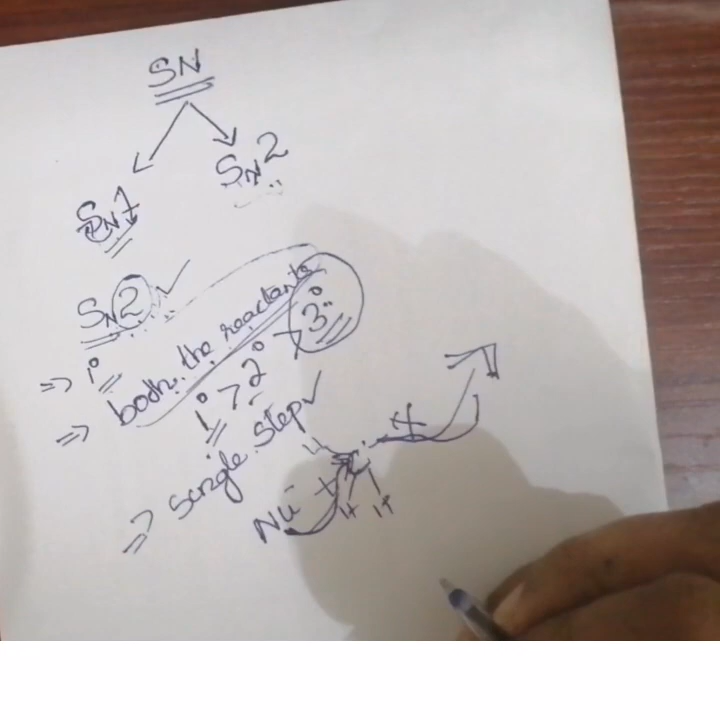 SN
SN1 SN2
SN2 ✓
⇒ 1°
⇒ both the reactants
1° > 2° > 3°
⇒ single step ✓
Nu⁻ + C
H H